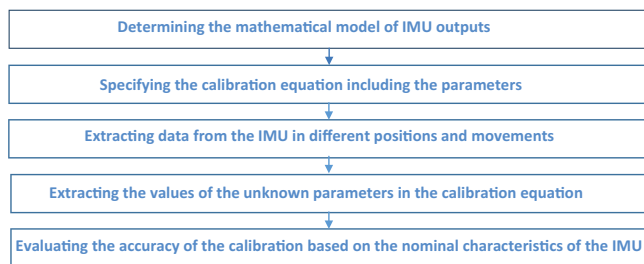 Determining the mathematical model of IMU outputs
Specifying the calibration equation including the parameters
Extracting data from the IMU in different positions and movements
Extracting the values of the unknown parameters in the calibration equation
Evaluating the accuracy of the calibration based on the nominal characteristics of the IMU